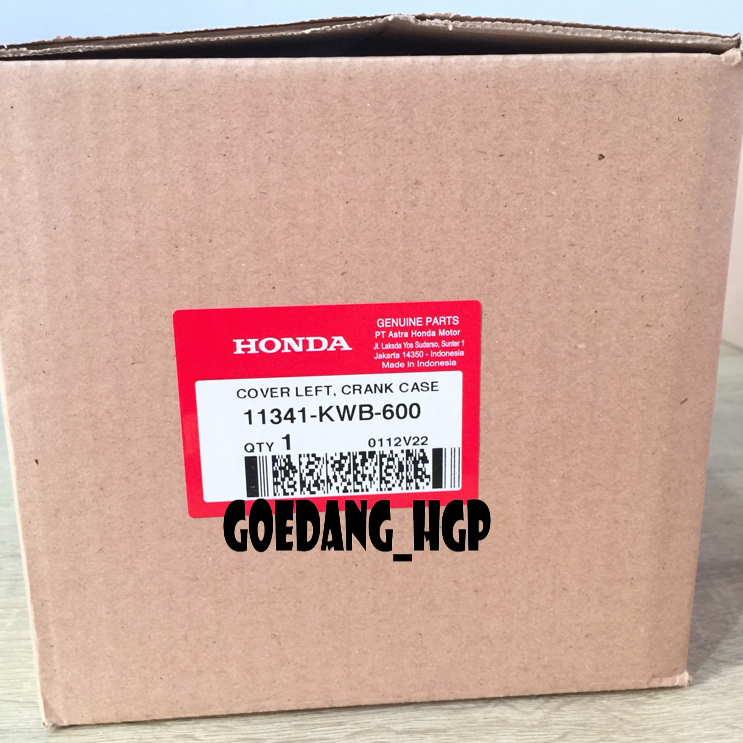 HONDA
GENUINE PARTS
PT Astra Honda Motor
Jl. Laksda Yos Sudarso, Sunter 1
Jakarta 14350 - Indonesia
Made in Indonesia
COVER LEFT, CRANK CASE
11341-KWB-600
QTY 1 0112V22
GOEDANG_HGP